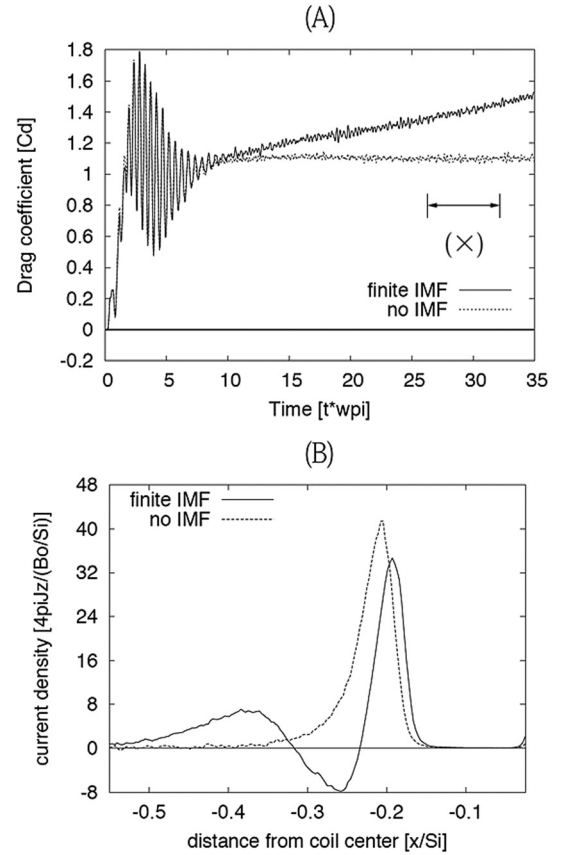 (A)
Drag coefficient [Cd]
1.8
1.6
1.4
1.2
1
0.8
0.6
0.4
0.2
0
-0.2
(×)
finite IMF
no IMF
0 5 10 15 20 25 30 35
Time [t*wpi]
(B)
current density [4piJz/(Bo/Si)]
48
40
32
24
16
8
0
-8
finite IMF
no IMF
-0.5 -0.4 -0.3 -0.2 -0.1
distance from coil center [x/Si]